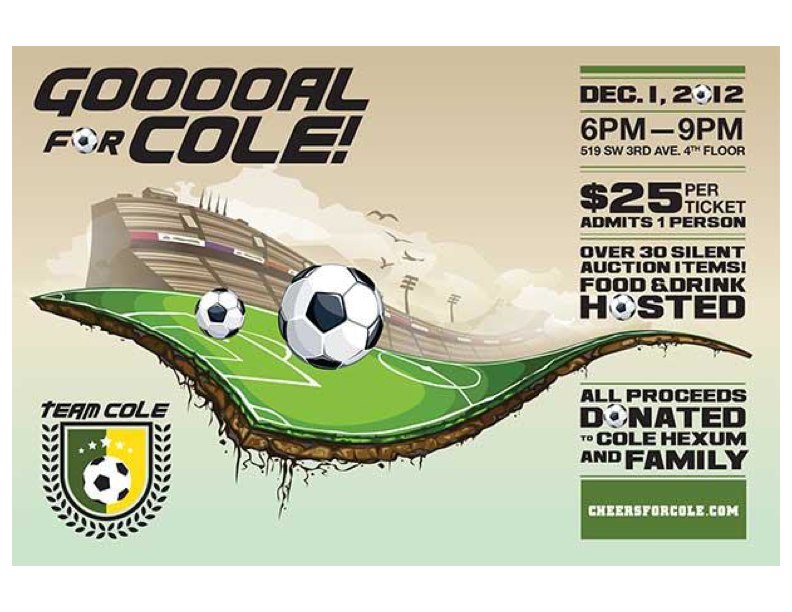 GOOOOAL
FOR COLE!
DEC. 1, 2012
6PM—9PM
519 SW 3RD AVE. 4TH FLOOR
$25 PER TICKET
ADMITS 1 PERSON
OVER 30 SILENT
AUCTION ITEMS!
FOOD & DRINK
HOSTED
TEAM COLE
ALL PROCEEDS
DONATED
TO COLE HEXUM
AND FAMILY
CHEERSFORCOLE.COM